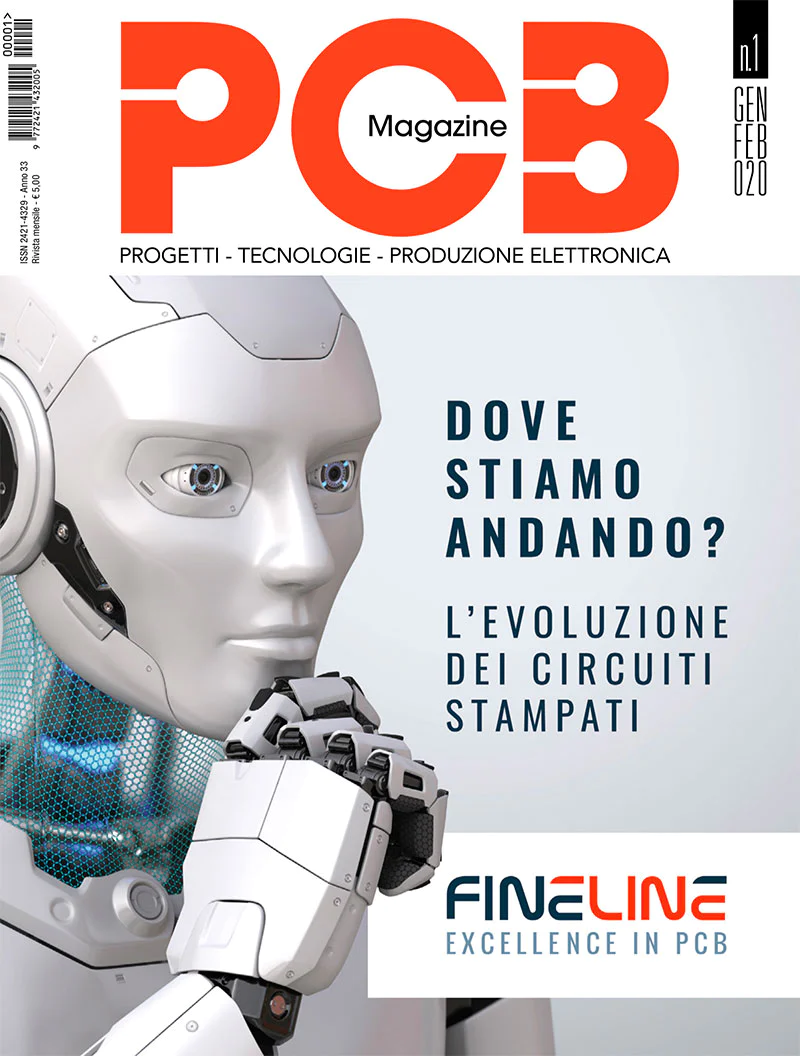 00001>
9 772421 432005
ISSN 2421-4329 - Anno 33
Rivista mensile - € 5,00
PCB
Magazine
n.1
GEN
FEB
020
PROGETTI - TECNOLOGIE - PRODUZIONE ELETTRONICA
DOVE
STIAMO
ANDANDO?
L'EVOLUZIONE
DEI CIRCUITI
STAMPATI
FINELINE
EXCELLENCE IN PCB